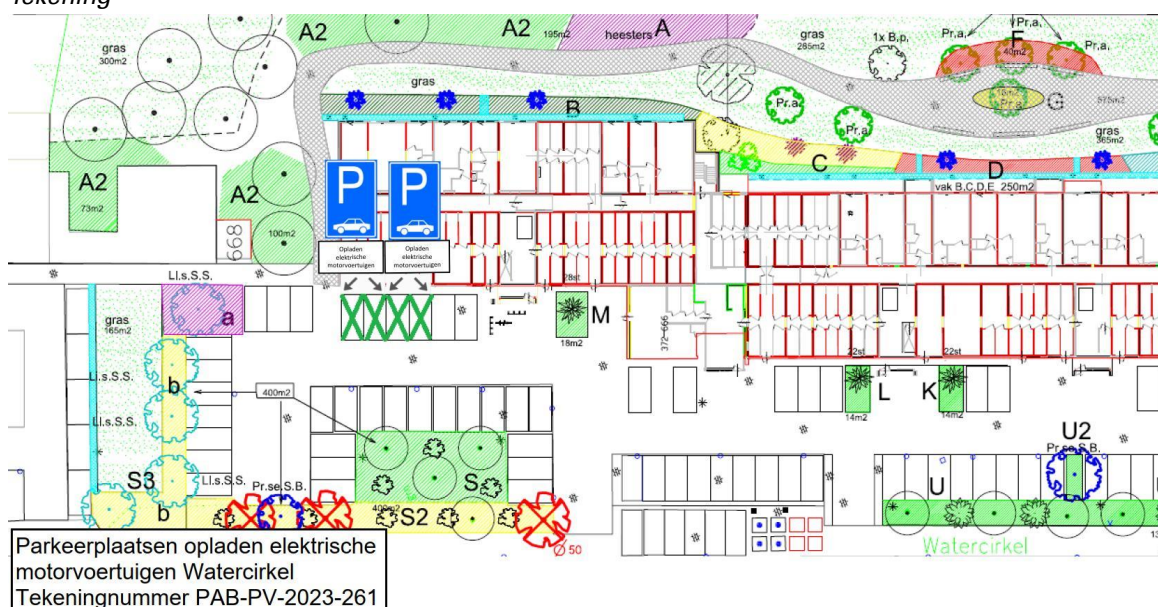 Tekening
A2
A2
195m2
heesters
A
gras
300m2
gras
285m2
1x B.p,
Pr,a,
Pr,a,
F
40m2
Pr,a,
gras
B
Pr.a,
Pr,a,
G
575m2
Pr,a,
gras
365m2
C
D
vak B,C,D,E 250m2
A2
73m2
A2
100m2
668
P
P
Opladen
elektrische
motorvoertuigen
Opladen
elektrische
motorvoertuigen
Ll.s.S.S.
28st
a
gras
165m2
M
18m2
372-666
22st
22st
Ll.s.S.S.
b
400m2
L
14m2
K
14m2
Ll.s.S.S.
U2
Pr.se.S.B.
S3
Ll.s.S.S.
Pr.se.S.B.
S
U
b
400m2
S2
Ø 50
Watercirkel
Parkeerplaatsen opladen elektrische
motorvoertuigen Watercirkel
Tekeningnummer PAB-PV-2023-261